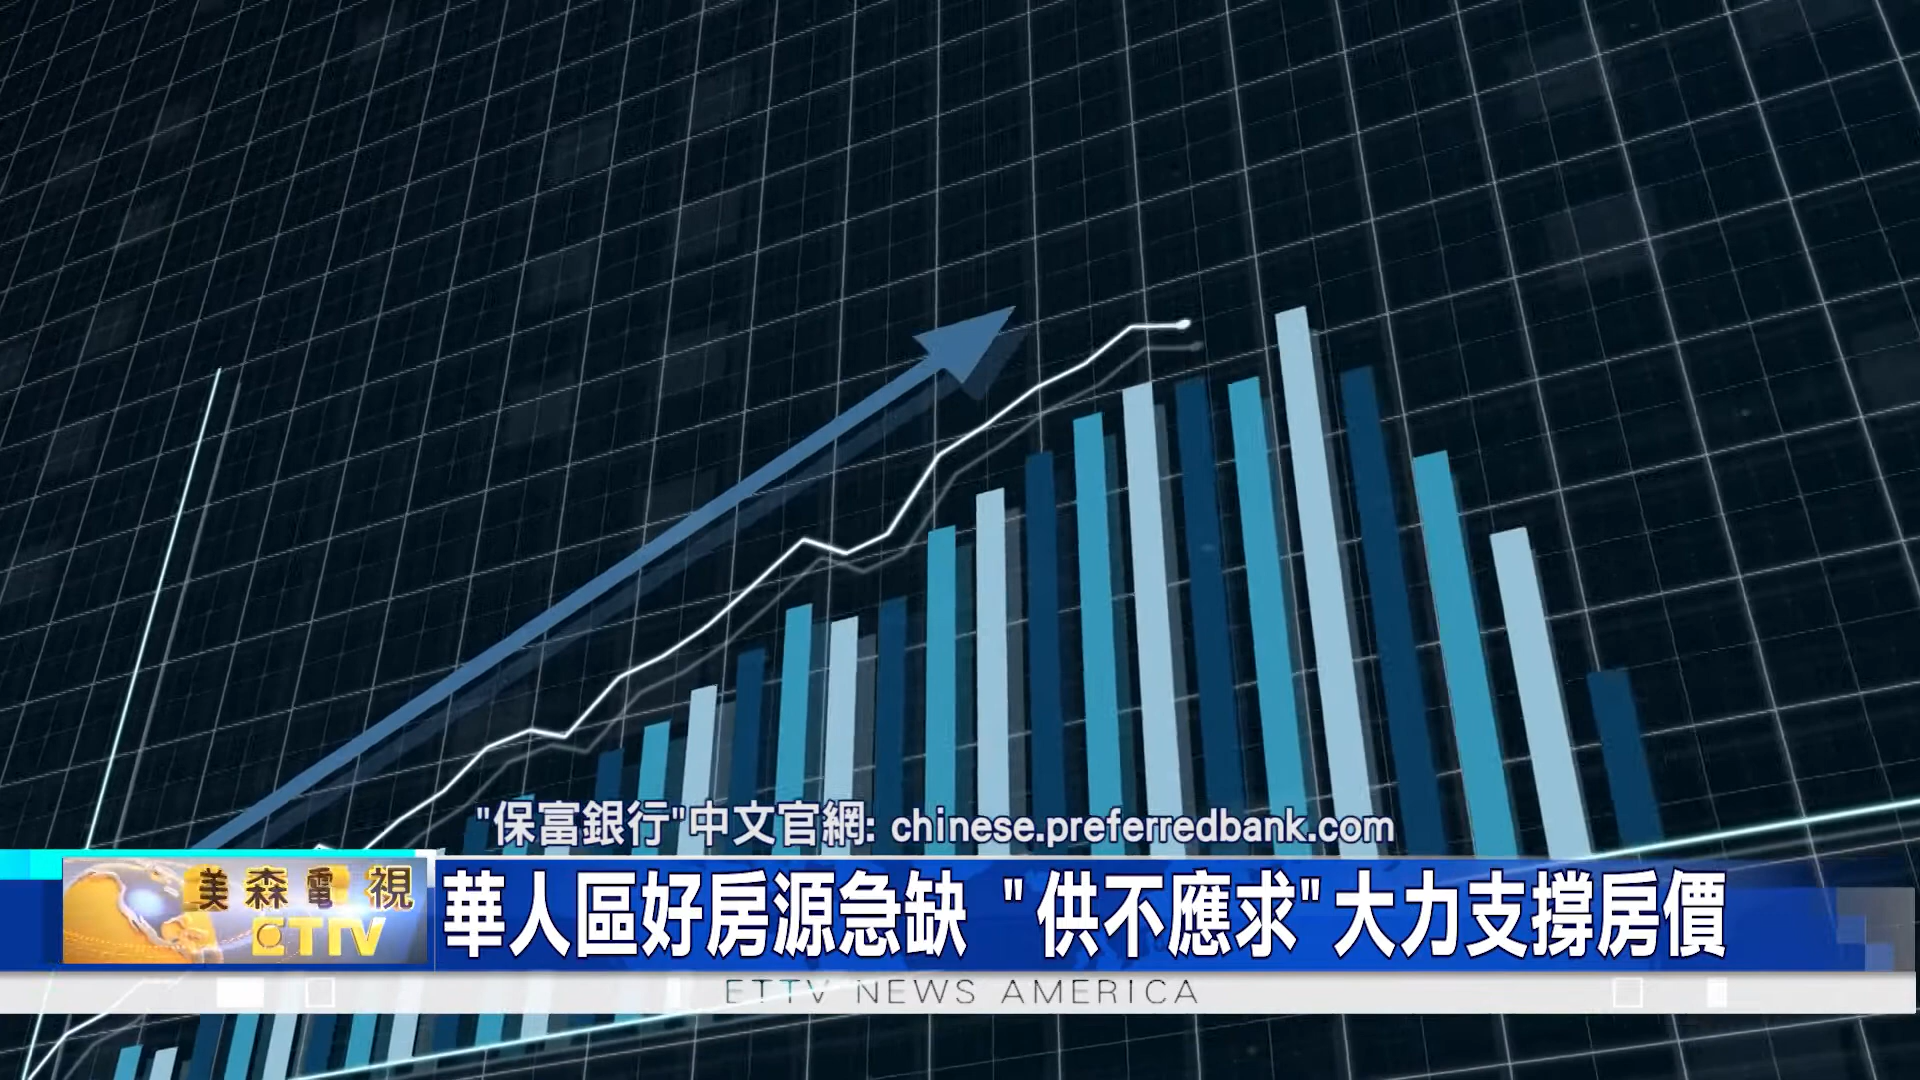 "保富銀行"中文官網: chinese.preferredbank.com
美森電視
ETTV
華人區好房源急缺 "供不應求"大力支撐房價
ETTV NEWS AMERICA